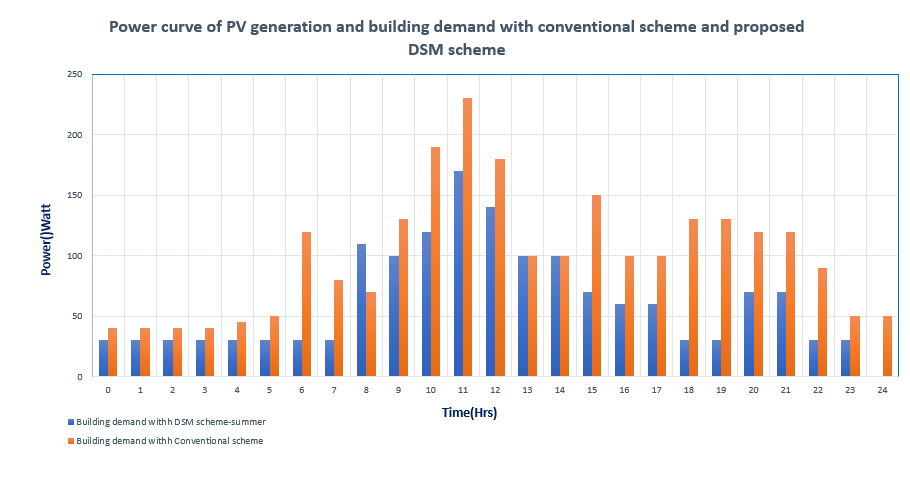 Power curve of PV generation and building demand with conventional scheme and proposed
DSM scheme
250
200
150
100
50
0
Power()Watt
0 1 2 3 4 5 6 7 8 9 10 11 12 13 14 15 16 17 18 19 20 21 22 23 24
Time(Hrs)
Building demand withh DSM scheme-summer
Building demand withh Conventional scheme